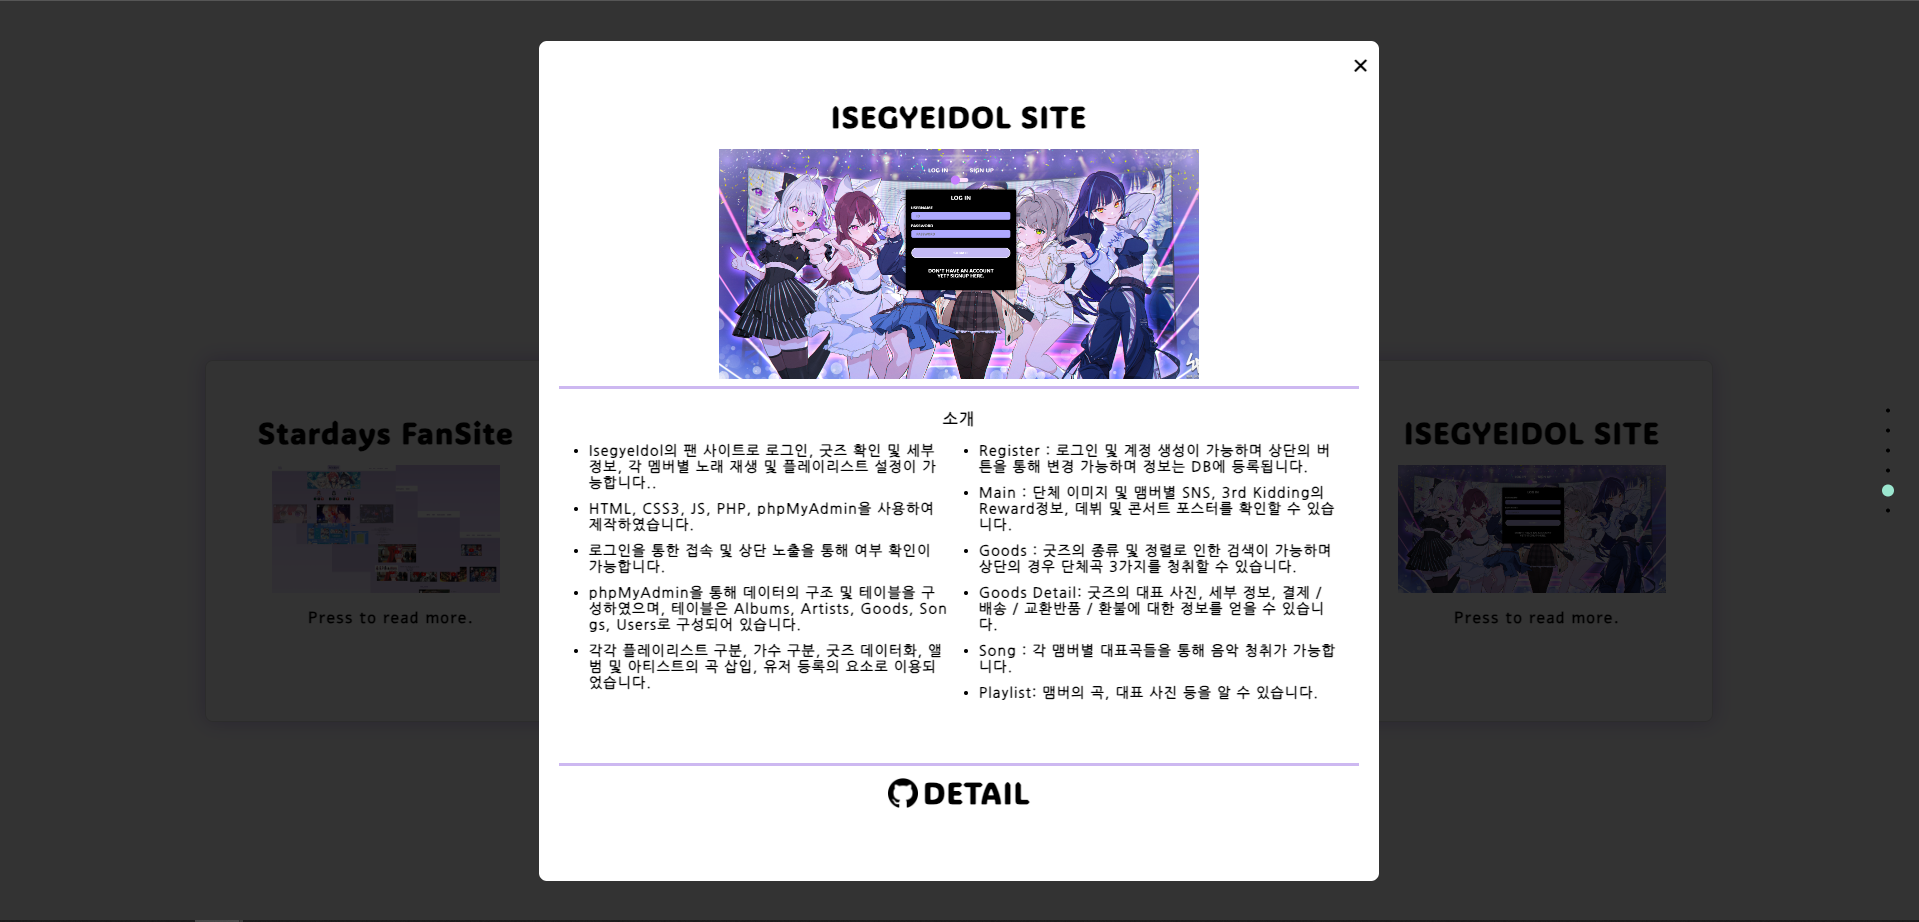 ✕
ISEGYEIDOL SITE
LOG IN SIGN UP
LOG IN
USERNAME
PASSWORD
DON'T HAVE AN ACCOUNT
YET? SIGNUP HERE.
소개
• IsegyeIdol의 팬 사이트로 로그인, 굿즈 확인 및 세부
정보, 각 멤버별 노래 재생 및 플레이리스트 설정이 가
능합니다..
• HTML, CSS3, JS, PHP, phpMyAdmin을 사용하여
제작하였습니다.
• 로그인을 통한 접속 및 상단 노출을 통해 여부 확인이
가능합니다.
• phpMyAdmin을 통해 데이터의 구조 및 테이블을 구
성하였으며, 테이블은 Albums, Artists, Goods, Son
gs, Users로 구성되어 있습니다.
• 각각 플레이리스트 구분, 가수 구분, 굿즈 데이터화, 앨
범 및 아티스트의 곡 삽입, 유저 등록의 요소로 이용되
었습니다.
• Register : 로그인 및 계정 생성이 가능하며 상단의 버
튼을 통해 변경 가능하며 정보는 DB에 등록됩니다.
• Main : 단체 이미지 및 맴버별 SNS, 3rd Kidding의
Reward정보, 데뷔 및 콘서트 포스터를 확인할 수 있습
니다.
• Goods : 굿즈의 종류 및 정렬로 인한 검색이 가능하며
상단의 경우 단체곡 3가지를 청취할 수 있습니다.
• Goods Detail: 굿즈의 대표 사진, 세부 정보, 결제 /
배송 / 교환반품 / 환불에 대한 정보를 얻을 수 있습니
다.
• Song : 각 맴버별 대표곡들을 통해 음악 청취가 가능합
니다.
• Playlist: 맴버의 곡, 대표 사진 등을 알 수 있습니다.
DETAIL
Stardays FanSite
Press to read more.
ISEGYEIDOL SITE
Press to read more.